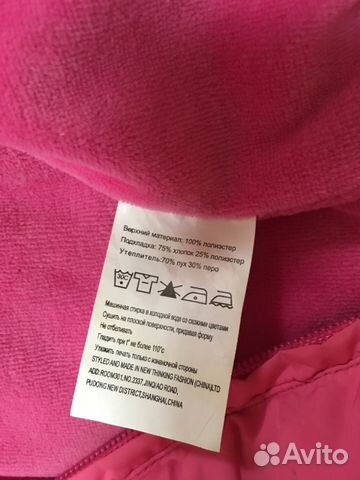 Верхний материал: 100% полиэстер
Подкладка: 75% хлопок 25% полиэстер
Утеплитель:70% пух 30% перо
30C
Машинная стирка в холодной воде со схожими цветами
Сушить на плоской поверхности, придавая форму
Не отбеливать
Гладить при t° не более 110°c
Утюжить печать только с изнаночной стороны
STYLED AND MADE IN NEW THINKING FASHION (CHINA)LTD
ADD:ROOM301,NO.2337,JINQIAO ROAD,
PUDONG NEW DISTRICT,SHANGHAI,CHINA
Avito